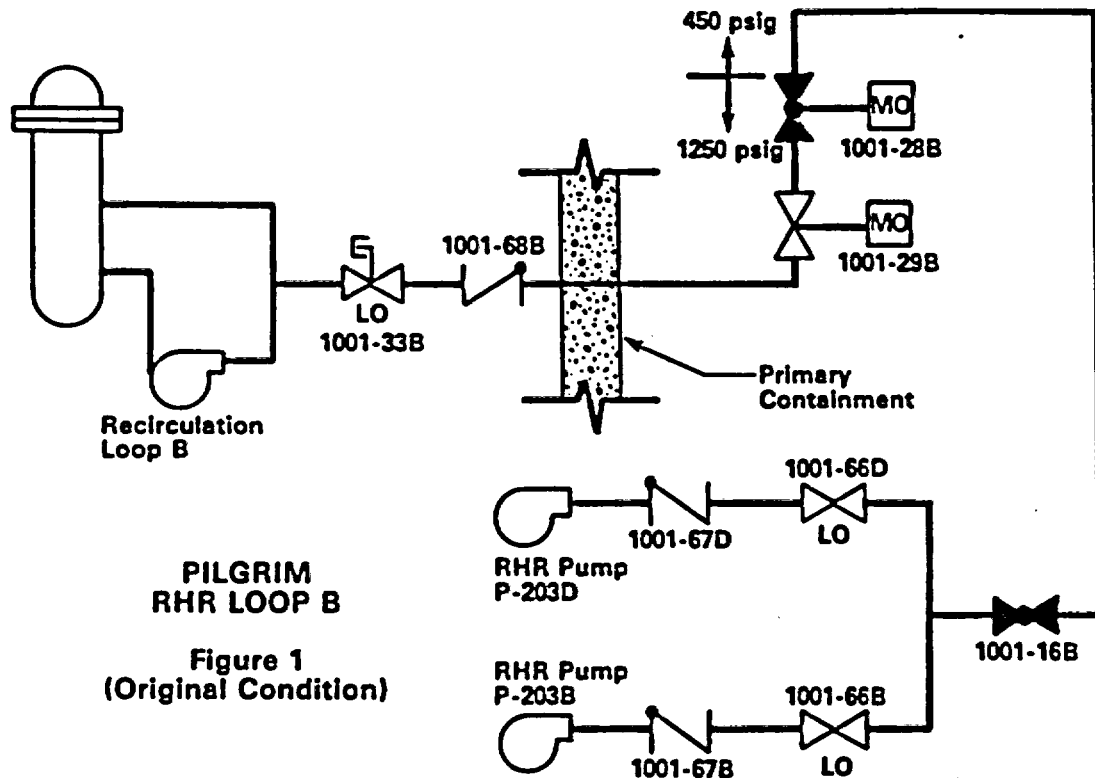 450 psig
MO
1250 psig
1001-28B
MO
1001-29B
1001-68B
LO
1001-33B
Primary
Containment
Recirculation
Loop B
1001-66D
1001-67D
LO
RHR Pump
P-203D
PILGRIM
RHR LOOP B
1001-16B
Figure 1
(Original Condition)
RHR Pump
P-203B
1001-66B
1001-67B
LO